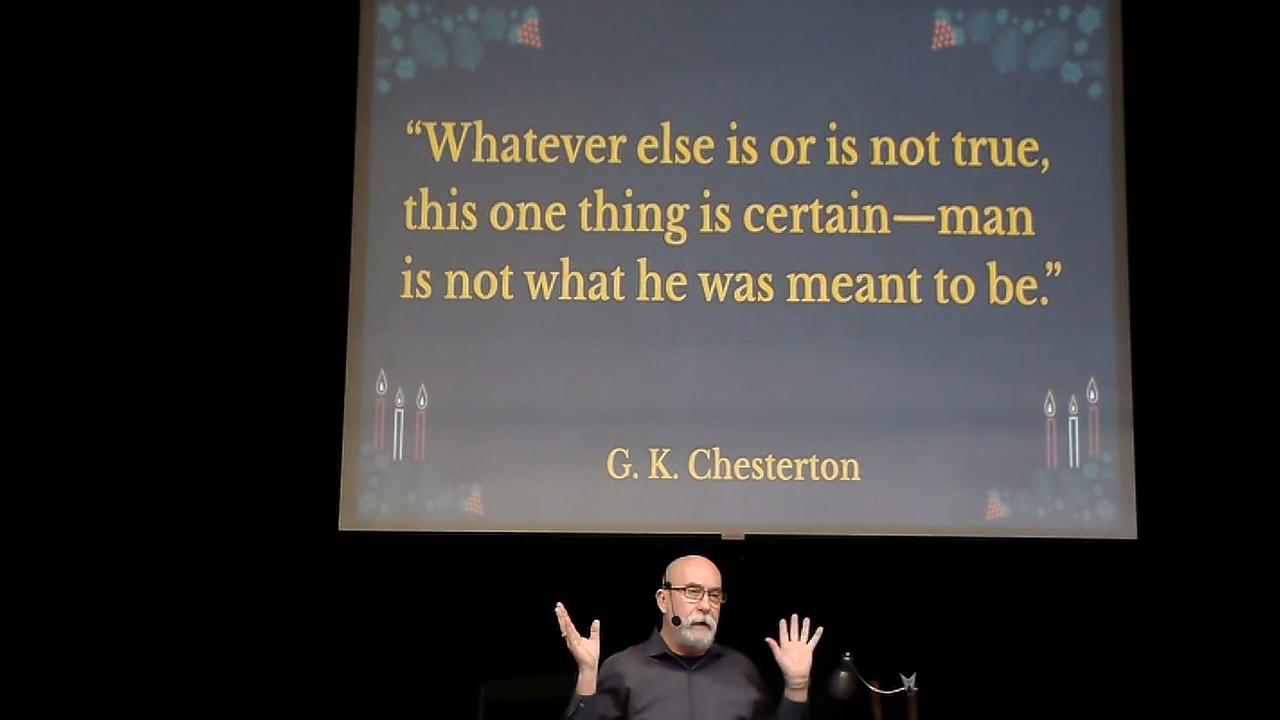 “Whatever else is or is not true,
this one thing is certain—man
is not what he was meant to be.”
G. K. Chesterton